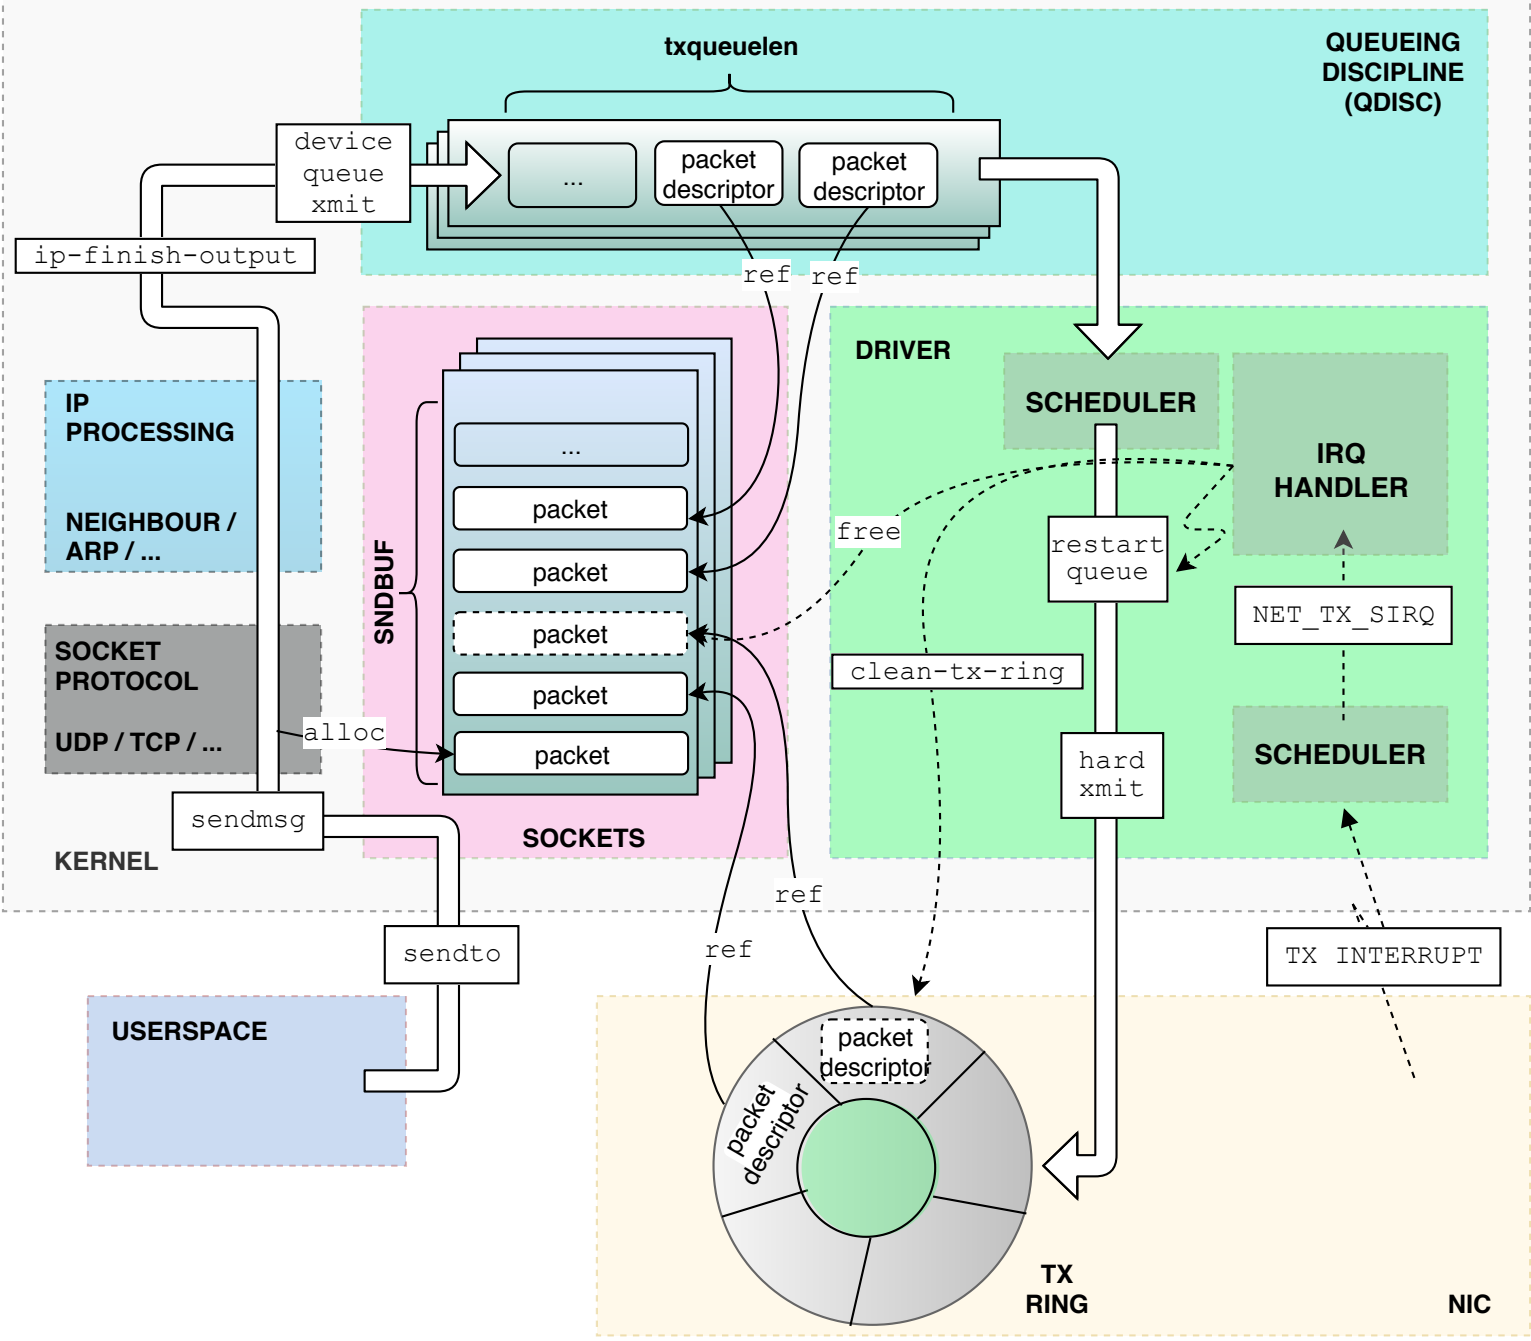 txqueuelen
QUEUEING
DISCIPLINE
(QDISC)
device
queue
xmit
...
packet
descriptor
packet
descriptor
ip-finish-output
ref
ref
DRIVER
SCHEDULER
IRQ
HANDLER
IP
PROCESSING
NEIGHBOUR /
ARP / ...
SNDBUF
...
packet
packet
packet
packet
packet
free
restart
queue
NET_TX_SIRQ
clean-tx-ring
SOCKET
PROTOCOL
UDP / TCP / ...
alloc
hard
xmit
SCHEDULER
sendmsg
SOCKETS
KERNEL
ref
ref
sendto
TX INTERRUPT
USERSPACE
packet
descriptor
packet
descriptor
TX
RING
NIC